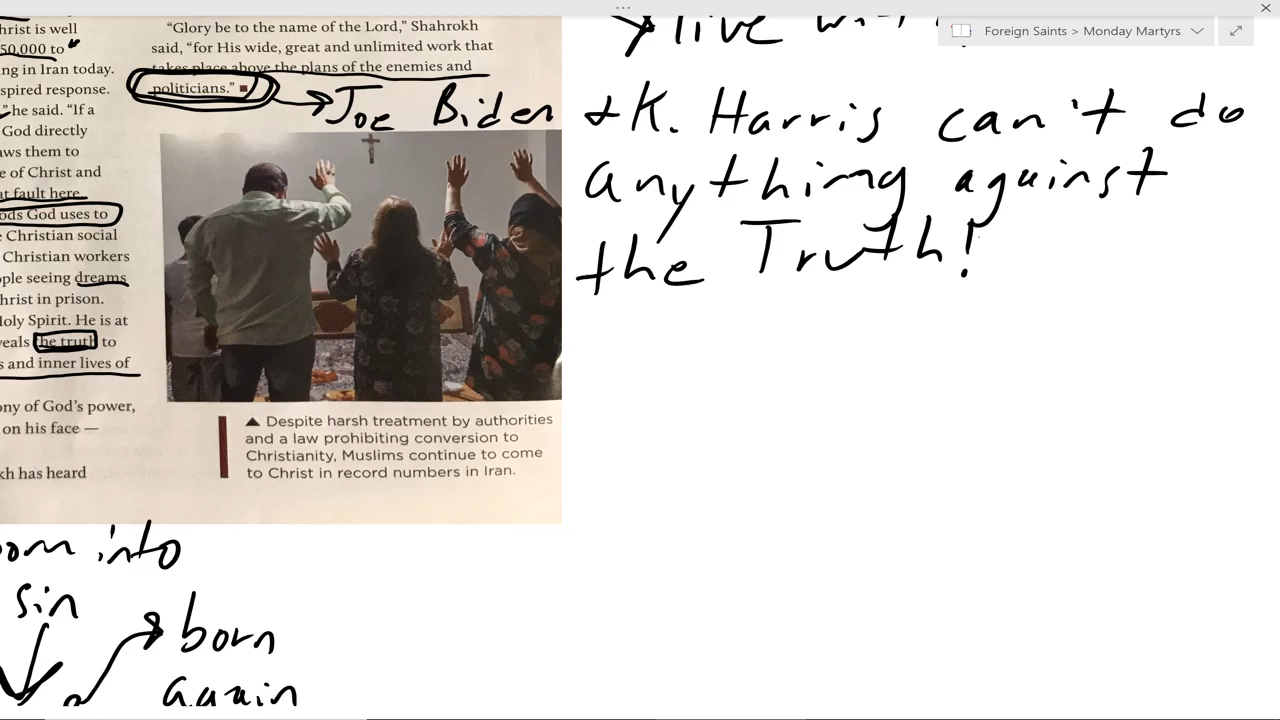 hrist is well
50,000 to
ng in Iran today.
spired response.
" he said. "If a
God directly
aws them to
e of Christ and
at fault here.
ods God uses to
e Christian social
Christian workers
ople seeing dreams
hrist in prison.
Holy Spirit. He is at
veals the truth to
s and inner lives of
ony of God's power,
on his face —
kh has heard
"Glory be to the name of the Lord," Shahrokh
said, "for His wide, great and unlimited work that
takes place above the plans of the enemies and
politicians." ■
→ Joe Biden
▲ Despite harsh treatment by authorities
and a law prohibiting conversion to
Christianity, Muslims continue to come
to Christ in record numbers in Iran.
live
Foreign Saints > Monday Martyrs
+ K. Harris can't do
anything against
the Truth!
into
sin
born
again